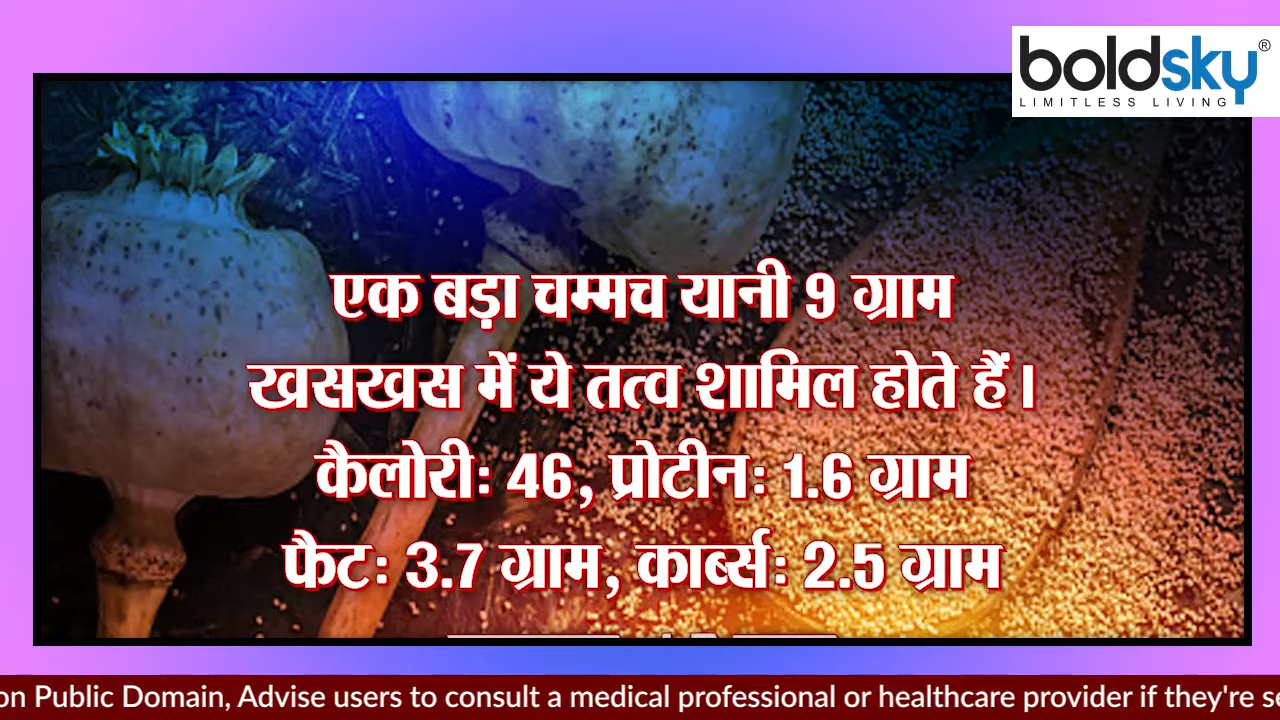 boldsky®
LIMITLESS LIVING
एक बड़ा चम्मच यानी 9 ग्राम
खसखस में ये तत्व शामिल होते हैं।
कैलोरी: 46, प्रोटीन: 1.6 ग्राम
फैट: 3.7 ग्राम, कार्ब्स: 2.5 ग्राम
on Public Domain, Advise users to consult a medical professional or healthcare provider if they're